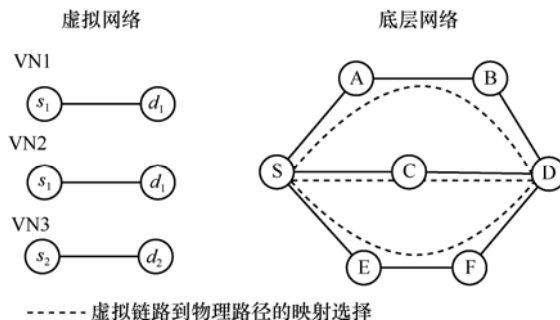 虚拟网络
底层网络
VN1
s₁ d₁
VN2
s₁ d₁
VN3
s₂ d₂
A B
S C D
E F
虚拟链路到物理路径的映射选择